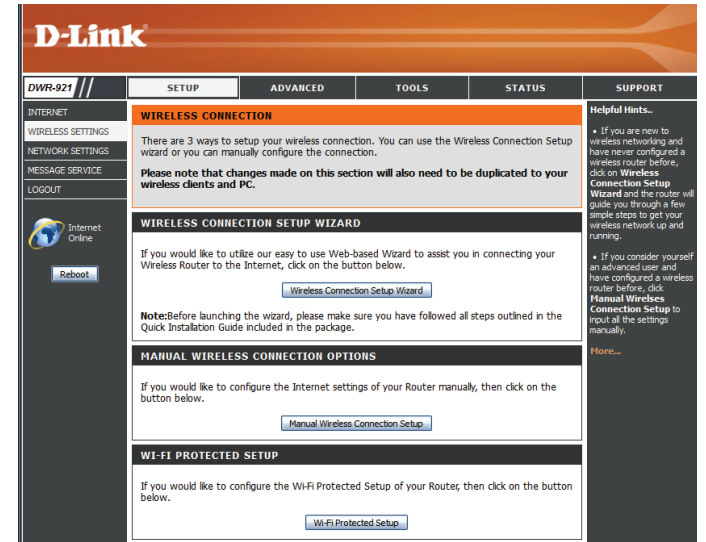 D-Link
DWR-921 //
SETUP
ADVANCED
TOOLS
STATUS
SUPPORT
INTERNET
WIRELESS SETTINGS
NETWORK SETTINGS
MESSAGE SERVICE
LOGOUT
Internet
Online
Reboot
WIRELESS CONNECTION
There are 3 ways to setup your wireless connection. You can use the Wireless Connection Setup
wizard or you can manually configure the connection.
Please note that changes made on this section will also need to be duplicated to your
wireless clients and PC.
WIRELESS CONNECTION SETUP WIZARD
If you would like to utilize our easy to use Web-based Wizard to assist you in connecting your
Wireless Router to the Internet, click on the button below.
Wireless Connection Setup Wizard
Note:Before launching the wizard, please make sure you have followed all steps outlined in the
Quick Installation Guide included in the package.
MANUAL WIRELESS CONNECTION OPTIONS
If you would like to configure the Internet settings of your Router manually, then click on the
button below.
Manual Wireless Connection Setup
WI-FI PROTECTED SETUP
If you would like to configure the Wi-Fi Protected Setup of your Router, then click on the button
below.
Wi-Fi Protected Setup
Helpful Hints..
• If you are new to
wireless networking and
have never configured a
wireless router before,
click on Wireless
Connection Setup
Wizard and the router will
guide you through a few
simple steps to get your
wireless network up and
running.
• If you consider yourself
an advanced user and
have configured a wireless
router before, click
Manual Wirelses
Connection Setup to
input all the settings
manually.
More...